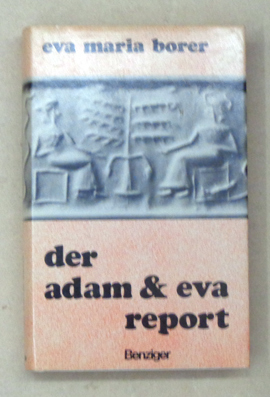 eva maria borer
der
adam & eva
report
Benziger